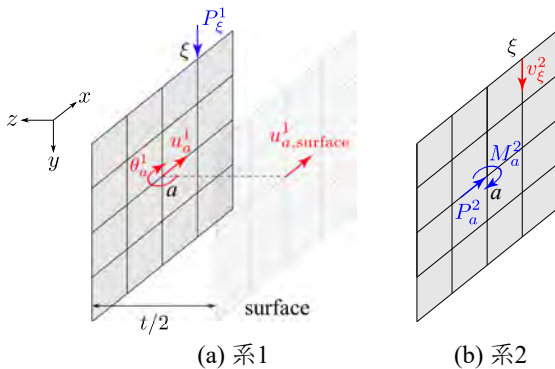 P_ξ^1
ξ
x
z
y
θ_a^1
u_a^1
a
u_{a,surface}^1
t/2
surface
(a) 系1
ξ
v_ξ^2
M_a^2
a
P_a^2
(b) 系2